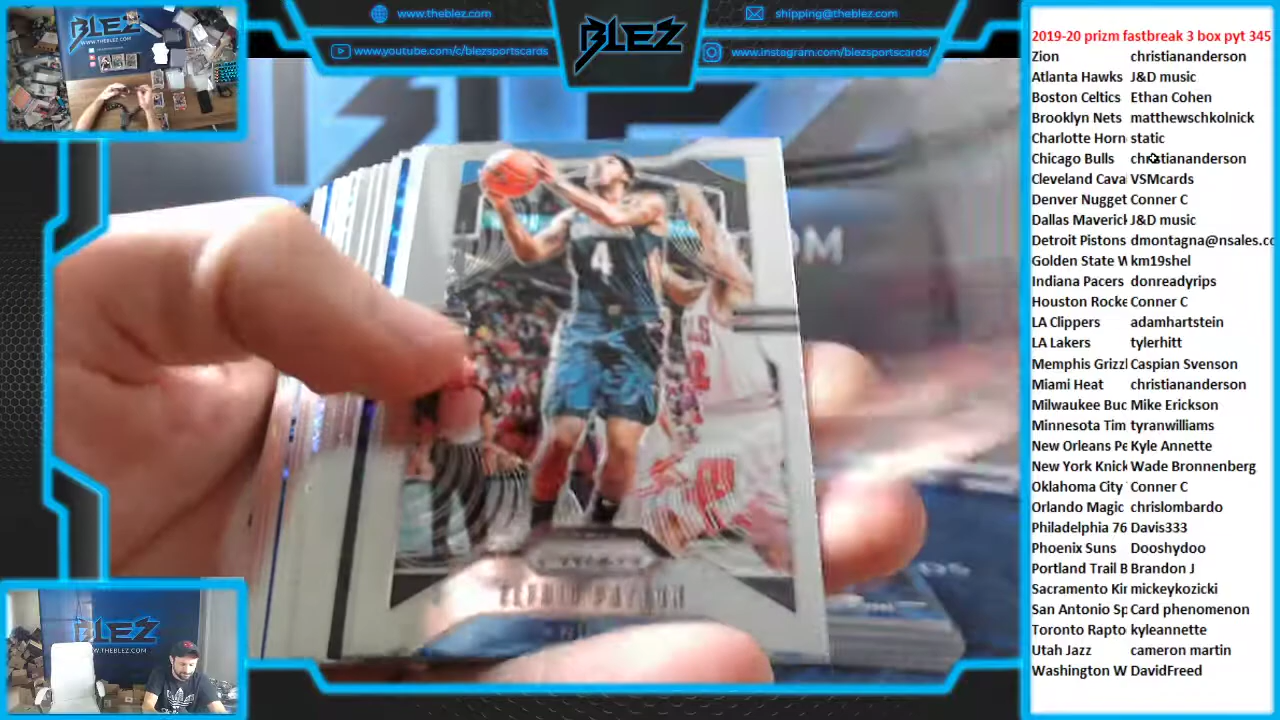 BLEZ
WWW.THEBLEZ.COM
www.theblez.com
www.youtube.com/c/blezsportscards
BLEZ
shipping@theblez.com
www.instagram.com/blezsportscards/
4
OM
BLEZ
WWW.THEBLEZ.COM
2019-20 prizm fastbreak 3 box pyt 345
Zion christiananderson
Atlanta Hawks J&D music
Boston Celtics Ethan Cohen
Brooklyn Nets matthewschkolnick
Charlotte Horn static
Chicago Bulls christiananderson
Cleveland Cava VSMcards
Denver Nugget Conner C
Dallas Maverick J&D music
Detroit Pistons dmontagna@nsales.co
Golden State W km19shel
Indiana Pacers donreadyrips
Houston Rocke Conner C
LA Clippers adamhartstein
LA Lakers tylerhitt
Memphis Grizzl Caspian Svenson
Miami Heat christiananderson
Milwaukee Buc Mike Erickson
Minnesota Tim tyranwilliams
New Orleans Pe Kyle Annette
New York Knick Wade Bronnenberg
Oklahoma City Conner C
Orlando Magic chrislombardo
Philadelphia 76 Davis333
Phoenix Suns Dooshydoo
Portland Trail B Brandon J
Sacramento Kin mickeykozicki
San Antonio Sp Card phenomenon
Toronto Rapto kyleannette
Utah Jazz cameron martin
Washington W DavidFreed